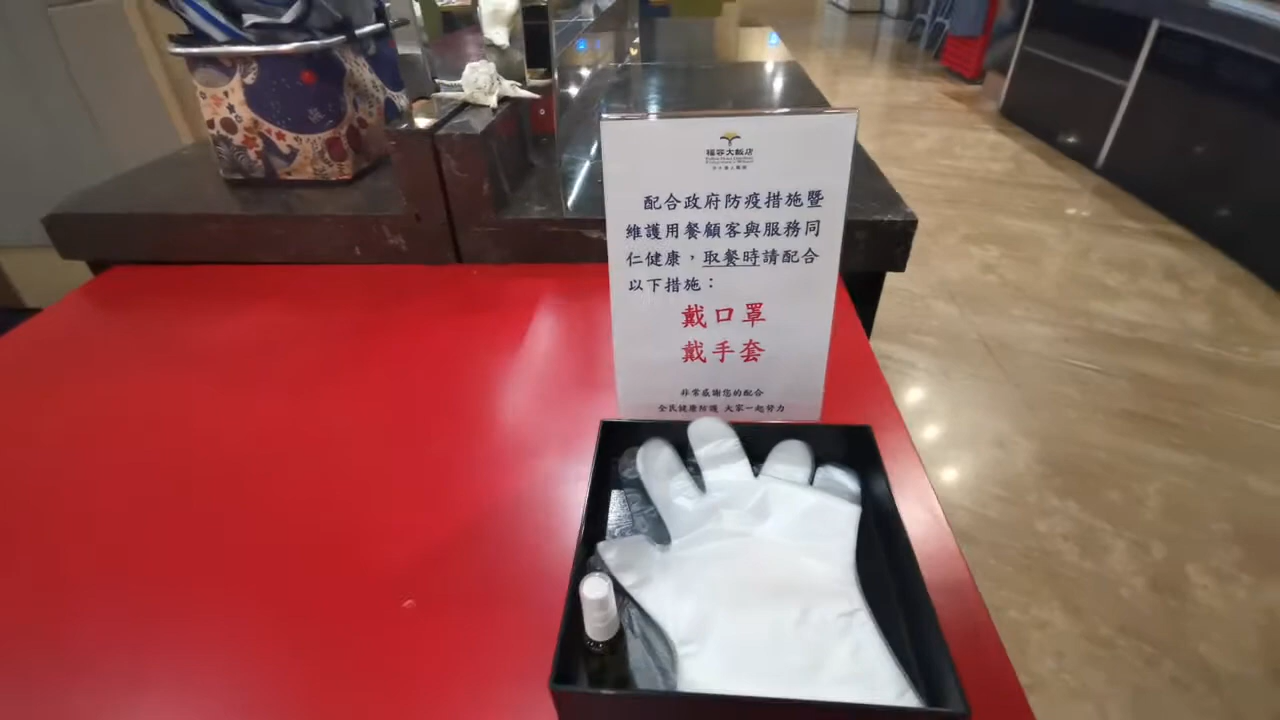 福容大飯店
配合政府防疫措施暨
維護用餐顧客與服務同
仁健康，取餐時請配合
以下措施：
戴口罩
戴手套
非常感謝您的配合
全民健康防護 大家一起努力